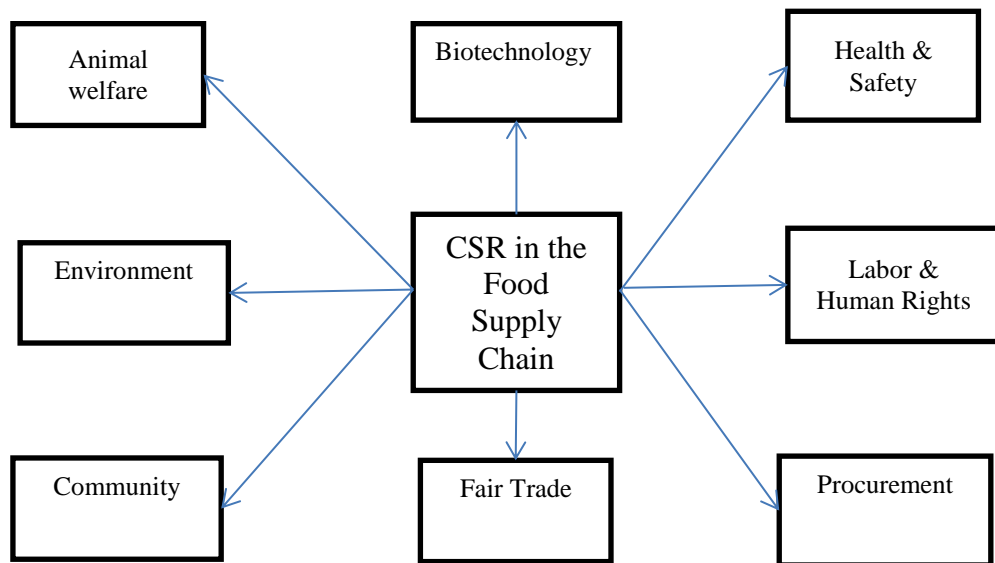 Animal
welfare
Biotechnology
Health &
Safety
Environment
CSR in the
Food
Supply
Chain
Labor &
Human Rights
Community
Fair Trade
Procurement